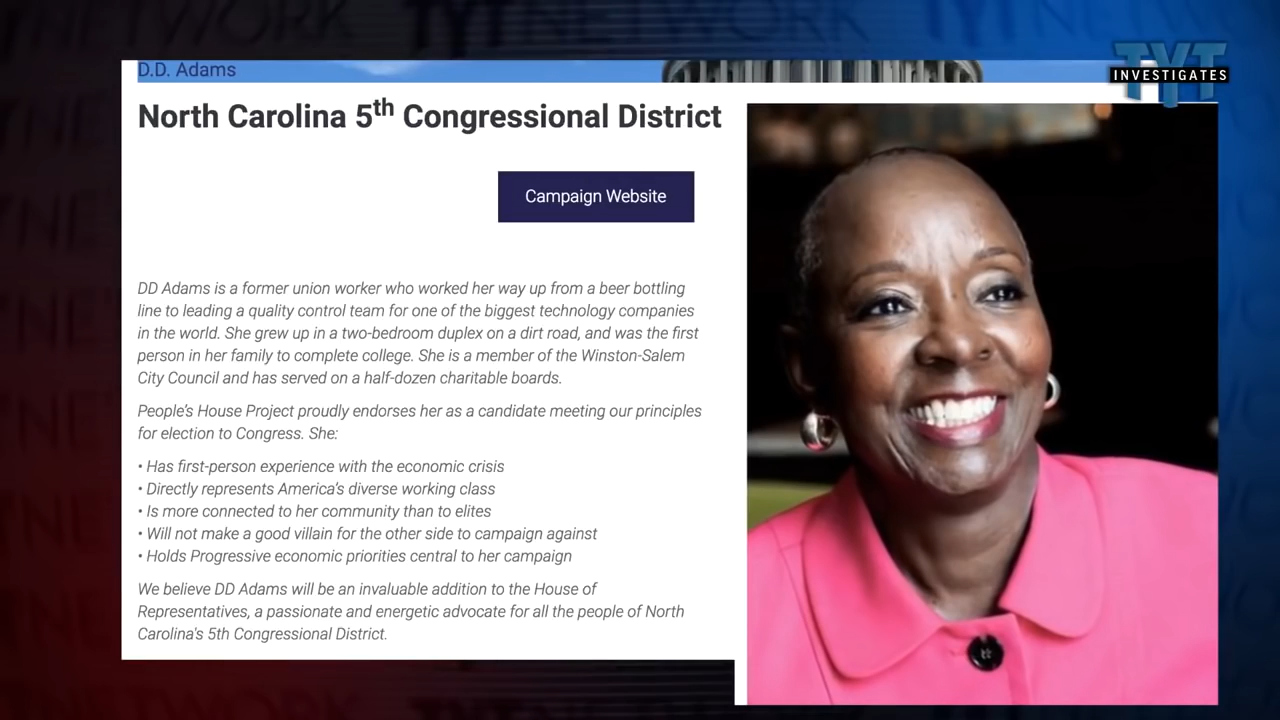 TYT NETWORK
TYT
INVESTIGATES
D.D. Adams
North Carolina 5th Congressional District
Campaign Website
DD Adams is a former union worker who worked her way up from a beer bottling
line to leading a quality control team for one of the biggest technology companies
in the world. She grew up in a two-bedroom duplex on a dirt road, and was the first
person in her family to complete college. She is a member of the Winston-Salem
City Council and has served on a half-dozen charitable boards.
People's House Project proudly endorses her as a candidate meeting our principles
for election to Congress. She:
• Has first-person experience with the economic crisis
• Directly represents America's diverse working class
• Is more connected to her community than to elites
• Will not make a good villain for the other side to campaign against
• Holds Progressive economic priorities central to her campaign
We believe DD Adams will be an invaluable addition to the House of
Representatives, a passionate and energetic advocate for all the people of North
Carolina's 5th Congressional District.